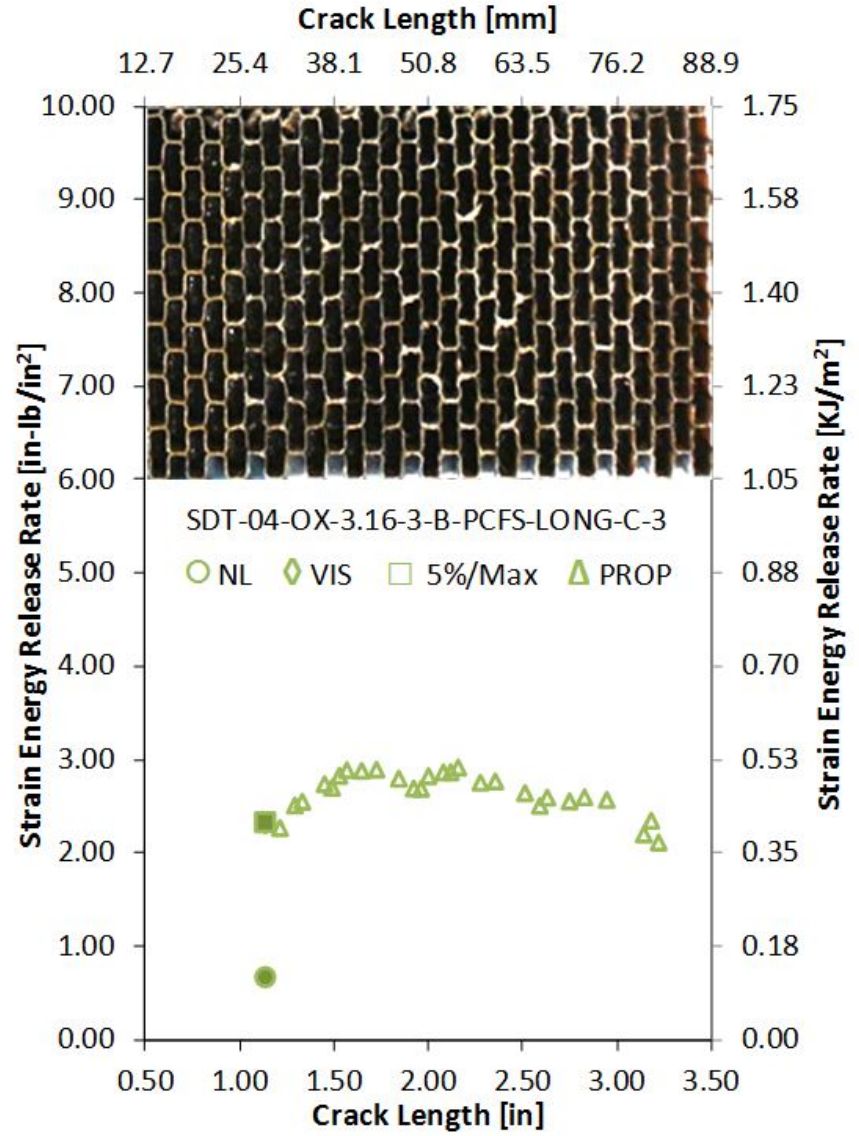 Crack Length [mm]
12.7 25.4 38.1 50.8 63.5 76.2 88.9
10.00 1.75
9.00 1.58
8.00 1.40
7.00 1.23
6.00 1.05
SDT-04-OX-3.16-3-B-PCFS-LONG-C-3
NL VIS 5%/Max PROP
5.00 0.88
4.00 0.70
3.00 0.53
2.00 0.35
1.00 0.18
0.00 0.00
0.50 1.00 1.50 2.00 2.50 3.00 3.50
Crack Length [in]
Strain Energy Release Rate [in-lb/in²]
Strain Energy Release Rate [KJ/m²]